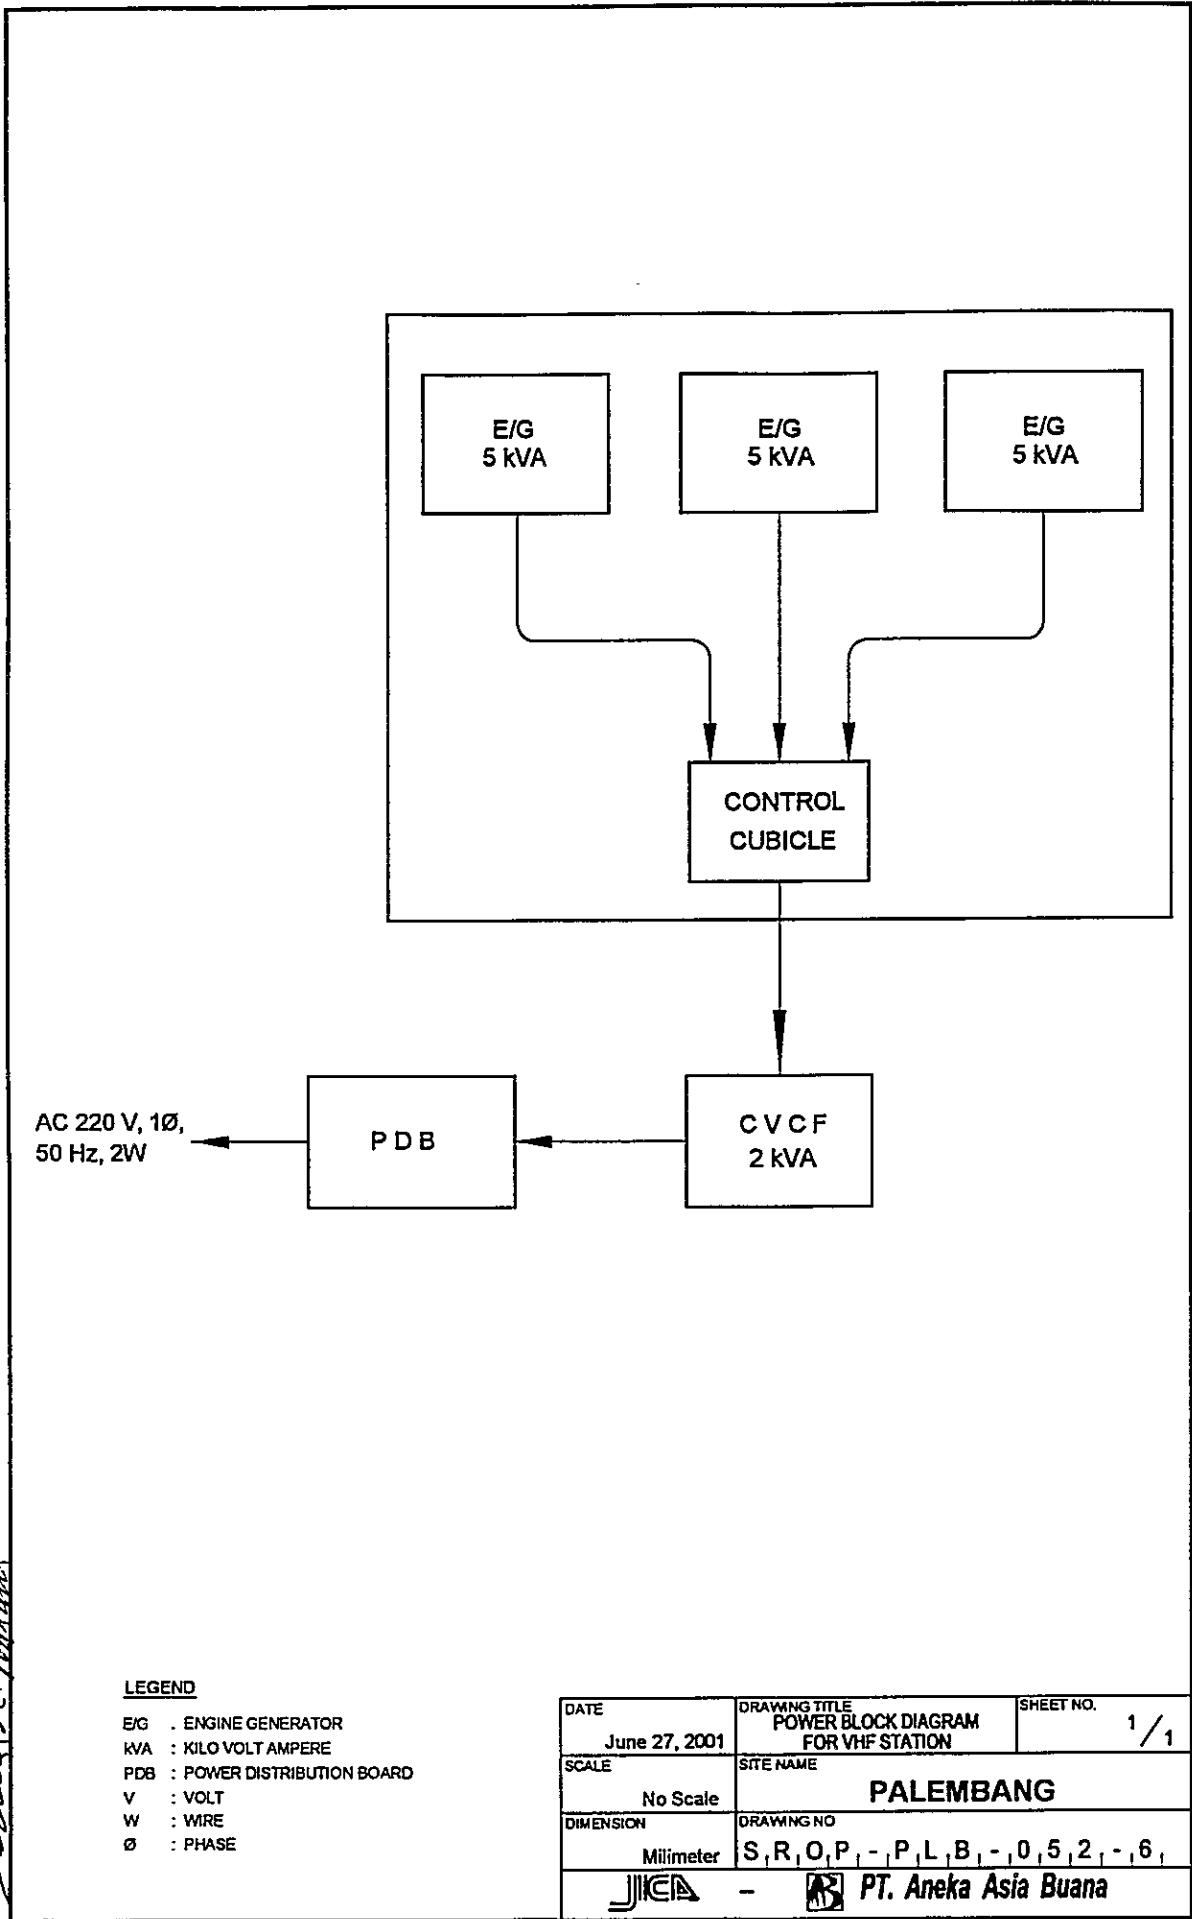 E/G
5 kVA
E/G
5 kVA
E/G
5 kVA
CONTROL
CUBICLE
C V C F
2 kVA
P D B
AC 220 V, 1Ø,
50 Hz, 2W
LEGEND
E/G . ENGINE GENERATOR
kVA : KILO VOLT AMPERE
PDB : POWER DISTRIBUTION BOARD
V : VOLT
W : WIRE
Ø : PHASE
DATE
June 27, 2001
DRAWING TITLE
POWER BLOCK DIAGRAM
FOR VHF STATION
SHEET NO.
1/1
SCALE
No Scale
SITE NAME
PALEMBANG
DIMENSION
Milimeter
DRAWING NO
SROP-PLB-052-6
JICA - PT. Aneka Asia Buana